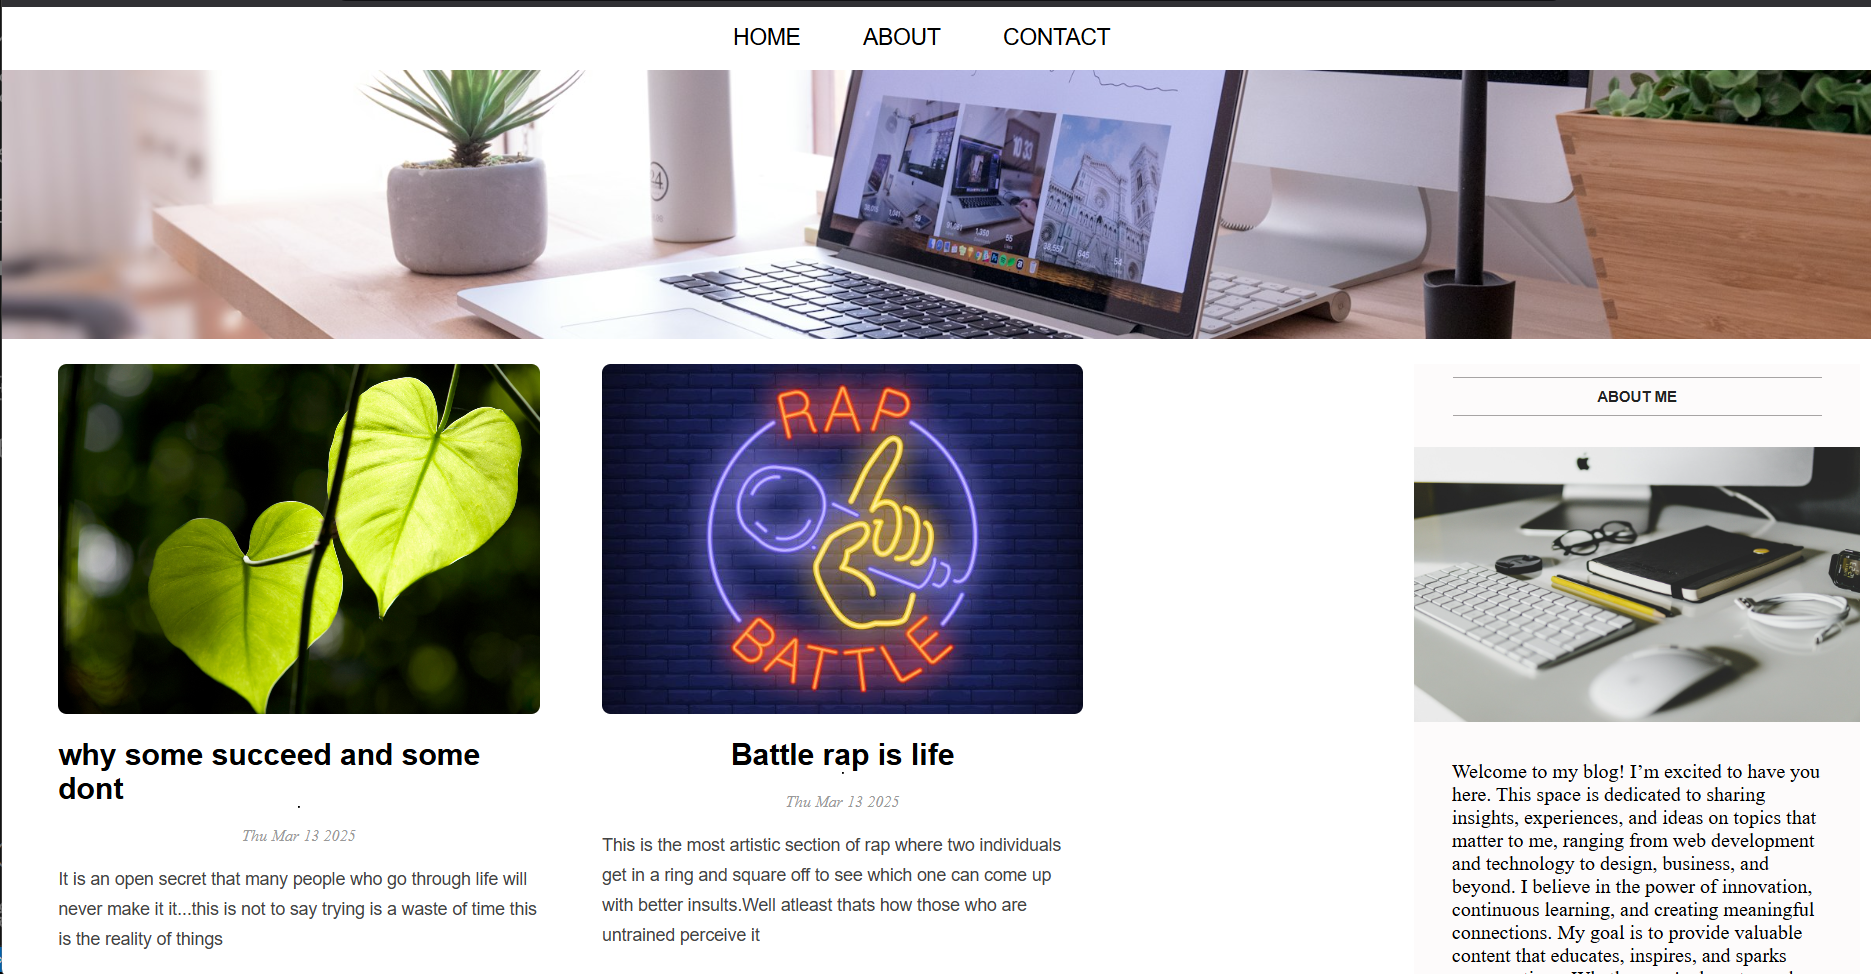 HOME ABOUT CONTACT
24
10 33
RAP
BATTLE
why some succeed and some
dont
.
Thu Mar 13 2025
It is an open secret that many people who go through life will
never make it it...this is not to say trying is a waste of time this
is the reality of things
Battle rap is life
.
Thu Mar 13 2025
This is the most artistic section of rap where two individuals
get in a ring and square off to see which one can come up
with better insults.Well atleast thats how those who are
untrained perceive it
ABOUT ME
Welcome to my blog! I’m excited to have you
here. This space is dedicated to sharing
insights, experiences, and ideas on topics that
matter to me, ranging from web development
and technology to design, business, and
beyond. I believe in the power of innovation,
continuous learning, and creating meaningful
connections. My goal is to provide valuable
content that educates, inspires, and sparks